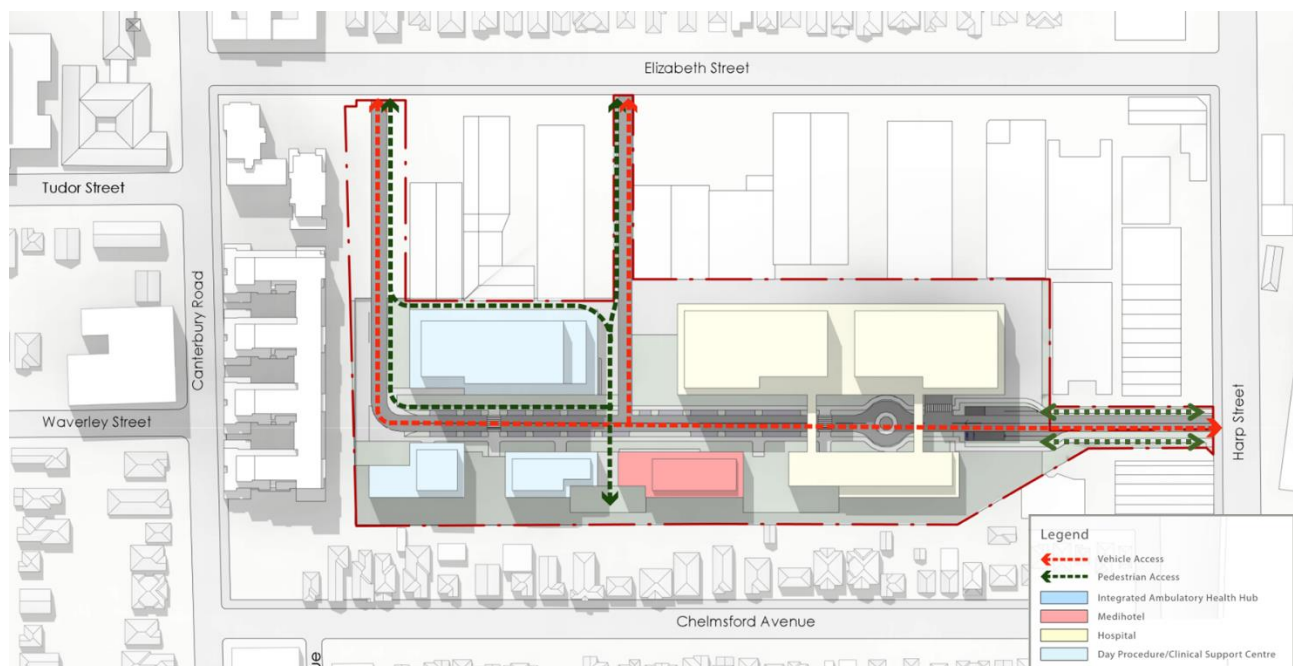 Elizabeth Street
Tudor Street
Canterbury Road
Waverley Street
Harp Street
Chelmsford Avenue
Legend
Vehicle Access
Pedestrian Access
Integrated Ambulatory Health Hub
Medihotel
Hospital
Day Procedure/Clinical Support Centre